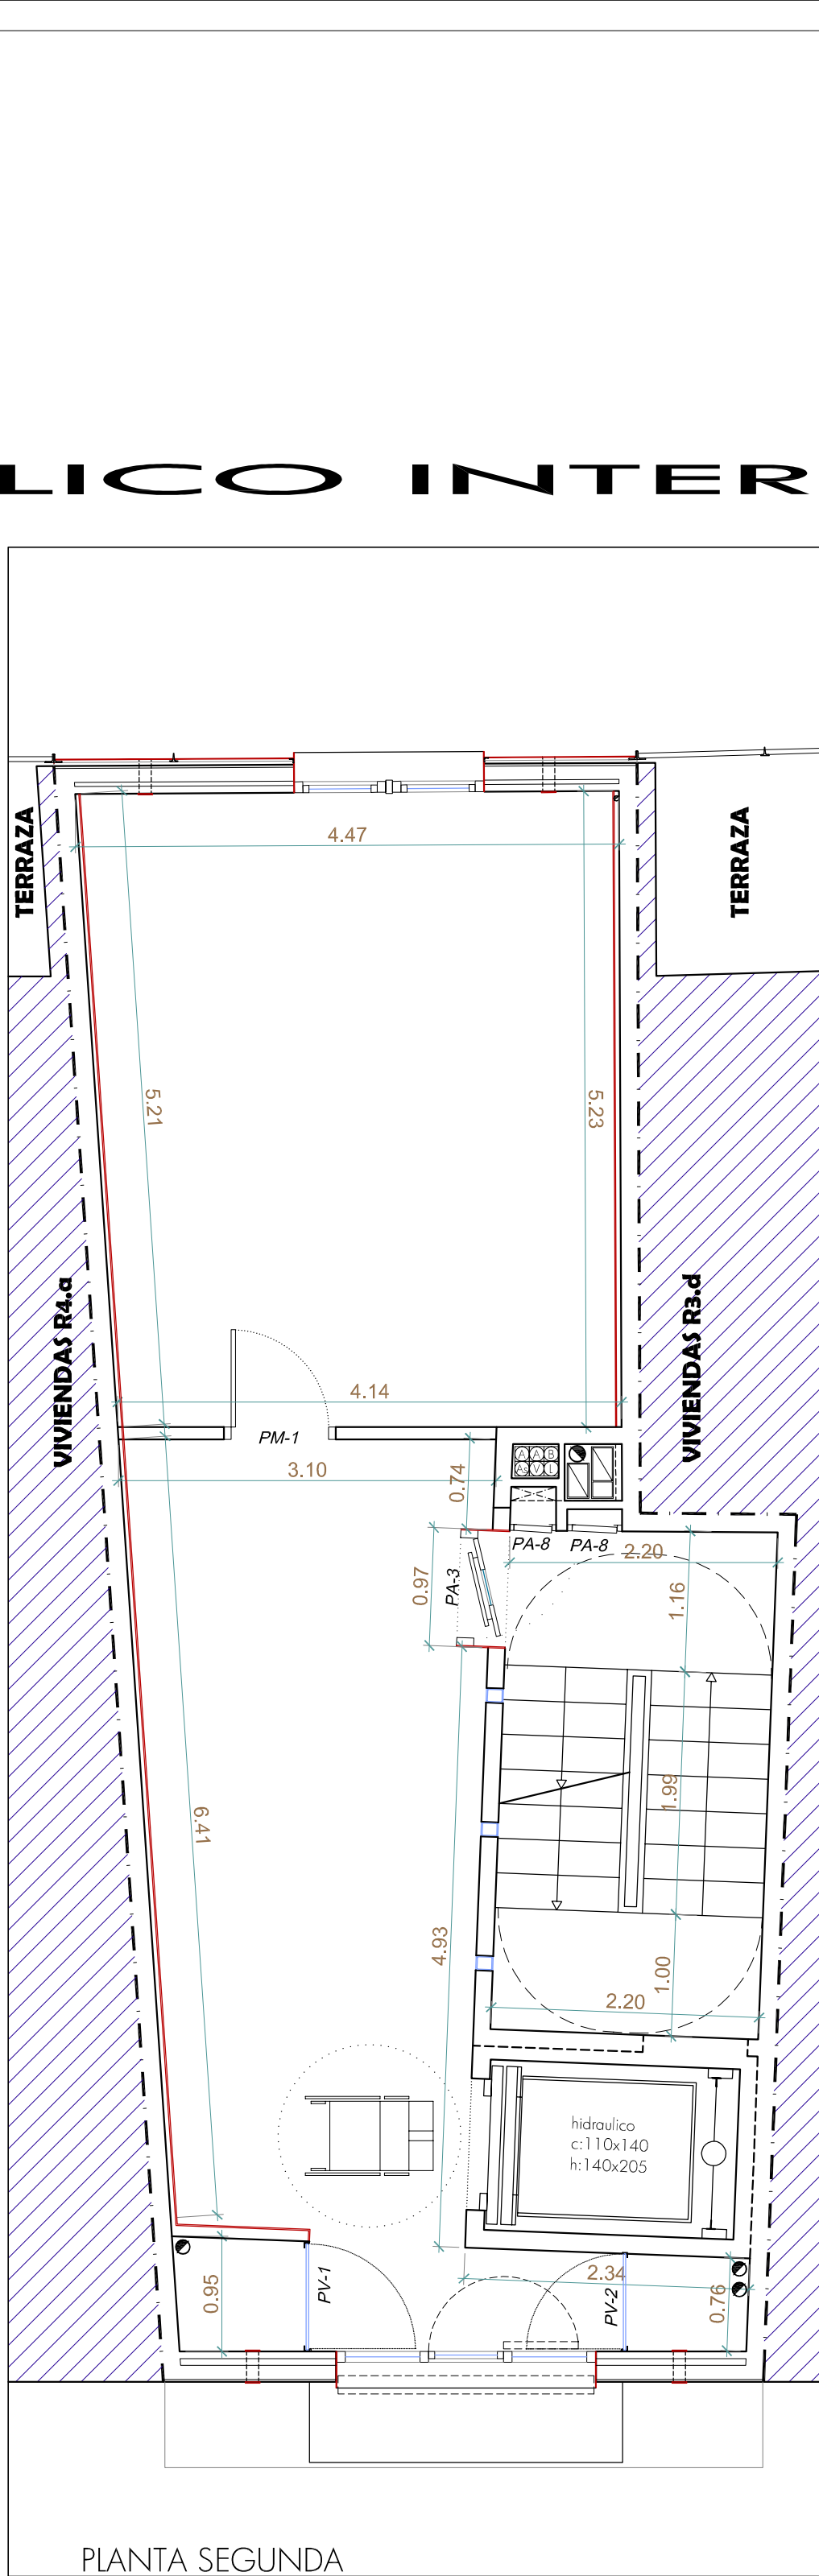 LICO INTER
TERRAZA
TERRAZA
4.47
5.21
5.23
VIVIENDAS R4.a
VIVIENDAS R3.d
4.14
PM-1
3.10
0.74
A A B
As V L
PA-8
PA-8
2.20
0.97
PA-3
1.16
1.99
6.41
4.93
1.00
2.20
hidraulico
c:110x140
h:140x205
0.95
PV-1
2.34
PV-2
0.76
PLANTA SEGUNDA